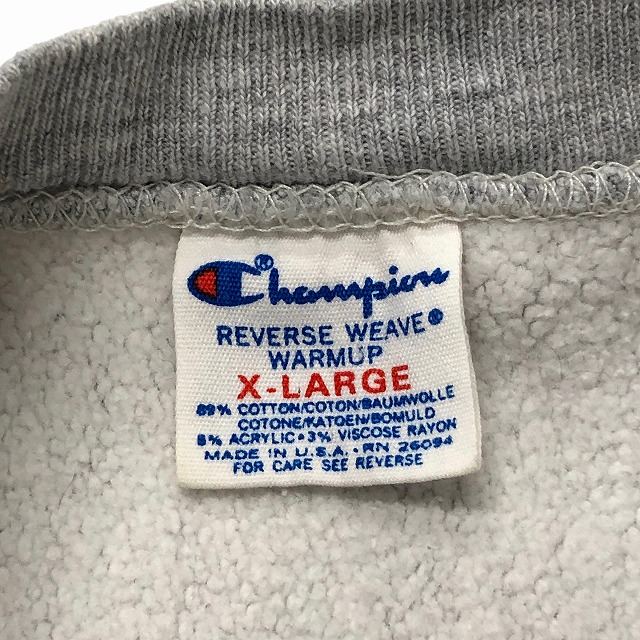 Champion®
REVERSE WEAVE®
WARMUP
X-LARGE
89% COTTON/COTON/BAUMWOLLE
COTONE/KATOEN/BOMULD
8% ACRYLIC·3% VISCOSE RAYON
MADE IN U.S.A.·RN 26094
FOR CARE SEE REVERSE